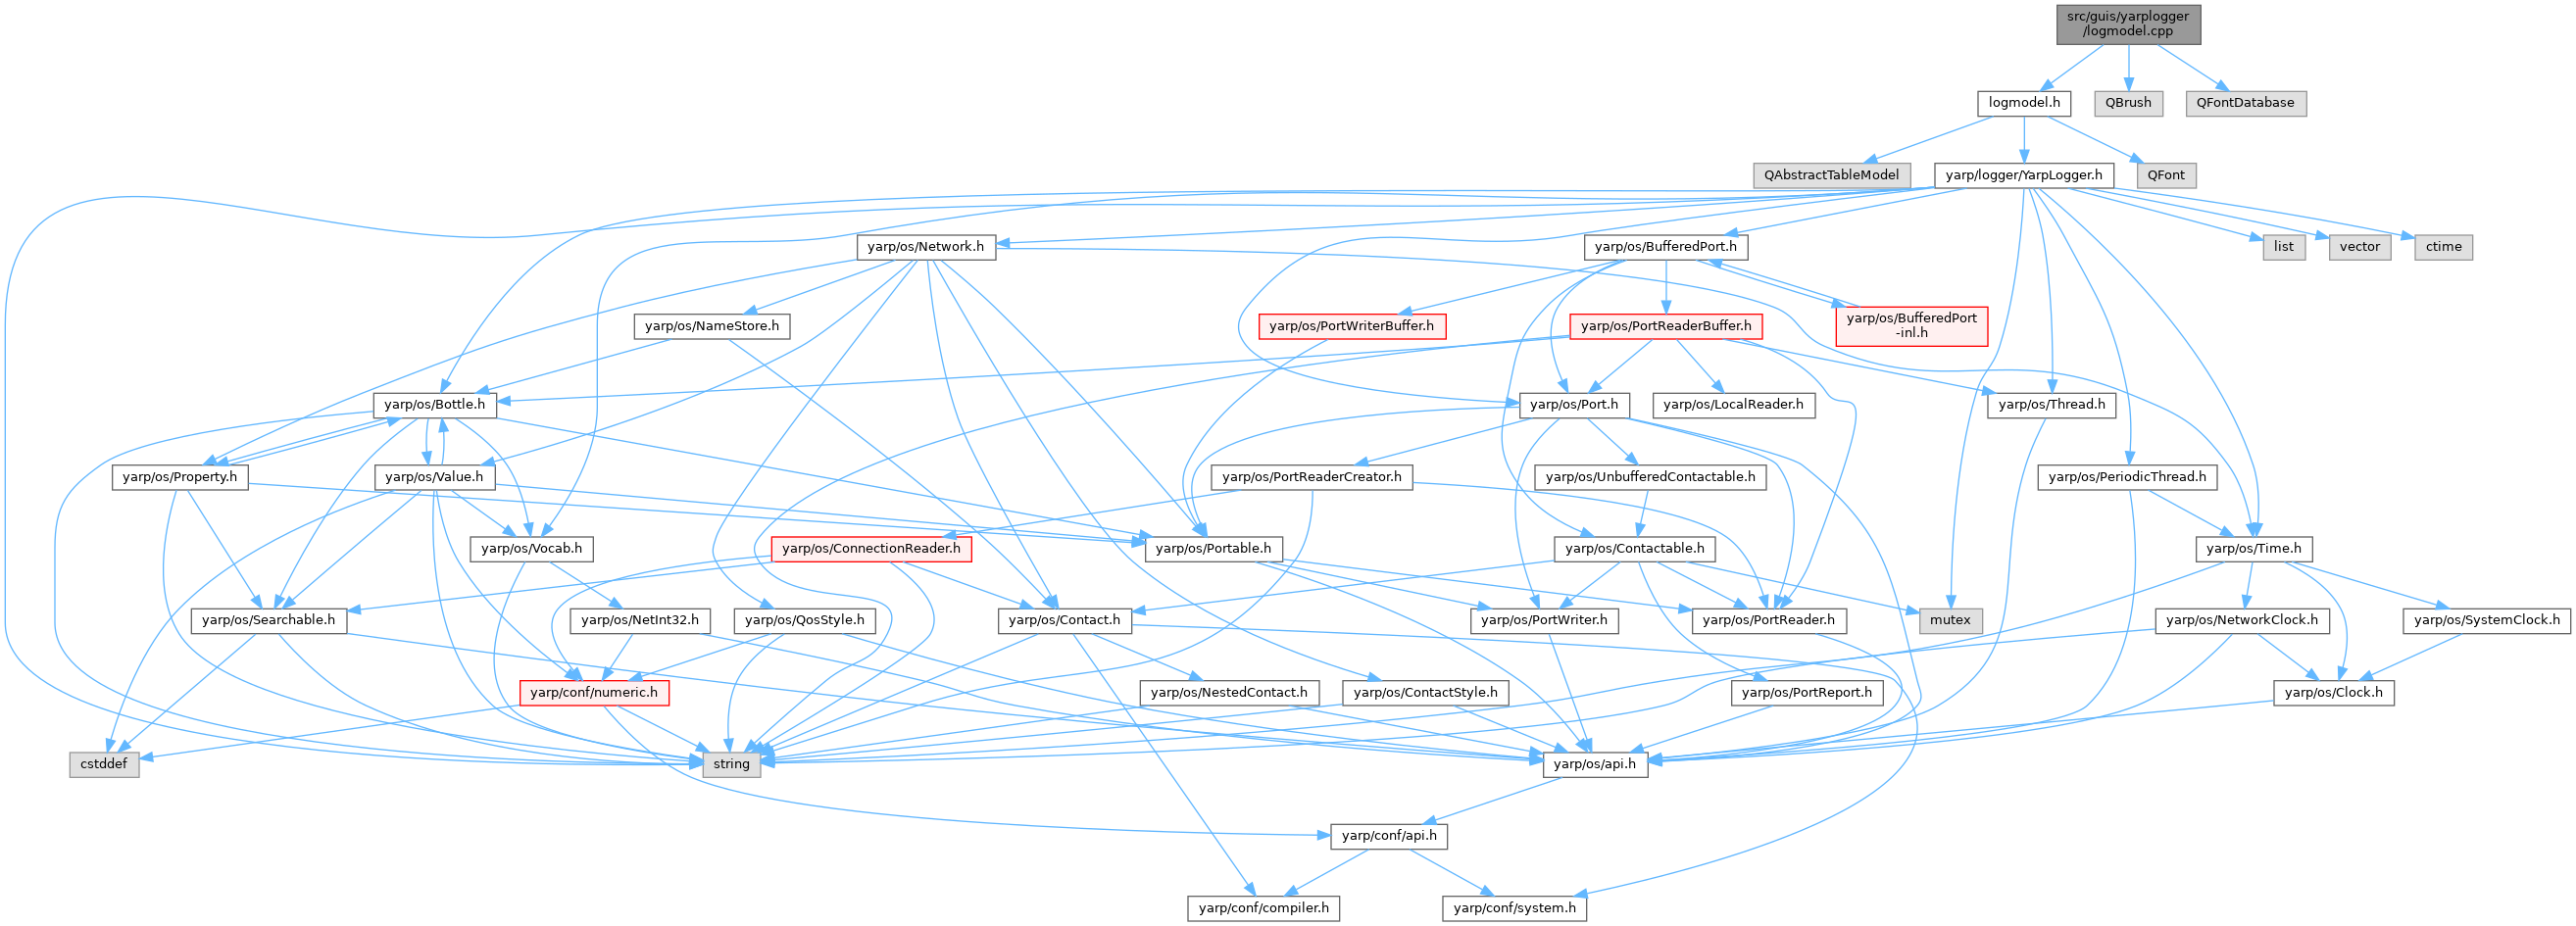 src/guis/yarplogger
/logmodel.cpp
logmodel.h
QBrush
QFontDatabase
QAbstractTableModel
yarp/logger/YarpLogger.h
QFont
yarp/os/Network.h
yarp/os/BufferedPort.h
list
vector
ctime
yarp/os/NameStore.h
yarp/os/PortWriterBuffer.h
yarp/os/PortReaderBuffer.h
yarp/os/BufferedPort
-inl.h
yarp/os/Bottle.h
yarp/os/Port.h
yarp/os/LocalReader.h
yarp/os/Thread.h
yarp/os/Property.h
yarp/os/Value.h
yarp/os/PortReaderCreator.h
yarp/os/UnbufferedContactable.h
yarp/os/PeriodicThread.h
yarp/os/Vocab.h
yarp/os/ConnectionReader.h
yarp/os/Portable.h
yarp/os/Contactable.h
yarp/os/Time.h
yarp/os/Searchable.h
yarp/os/NetInt32.h
yarp/os/QosStyle.h
yarp/os/Contact.h
yarp/os/PortWriter.h
yarp/os/PortReader.h
mutex
yarp/os/NetworkClock.h
yarp/os/SystemClock.h
yarp/conf/numeric.h
yarp/os/NestedContact.h
yarp/os/ContactStyle.h
yarp/os/PortReport.h
yarp/os/Clock.h
cstddef
string
yarp/os/api.h
yarp/conf/api.h
yarp/conf/compiler.h
yarp/conf/system.h